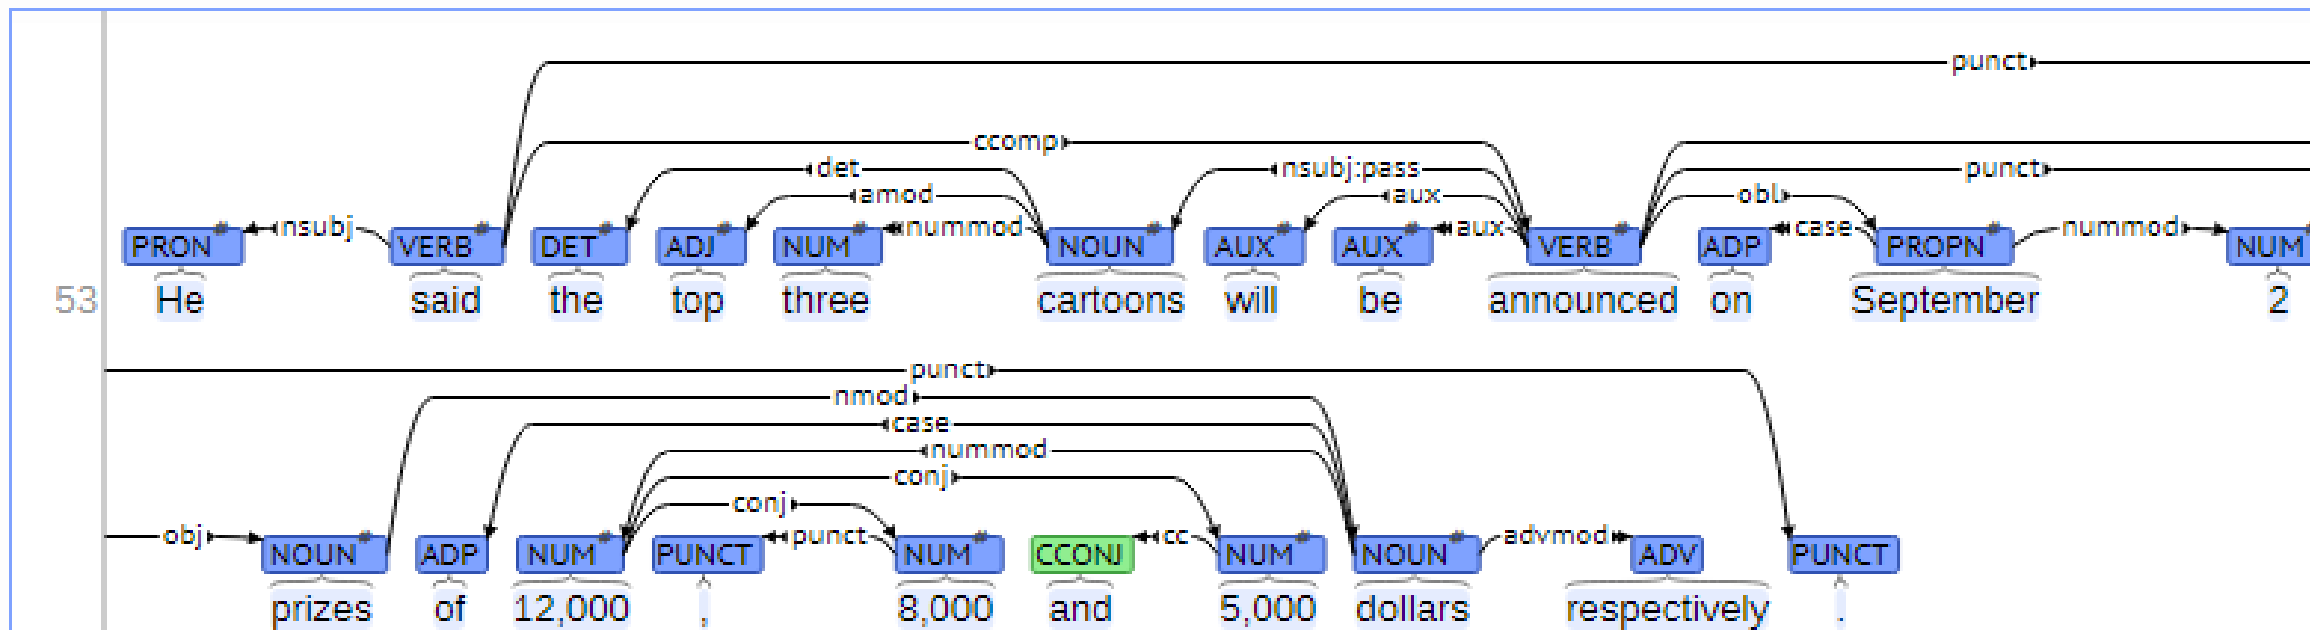 punct
ccomp
det nsubj:pass punct
amod aux obl
nsubj nummod aux case nummod
PRON# VERB# DET# ADJ# NUM# NOUN# AUX# AUX# VERB# ADP PROPN# NUM#
53 He said the top three cartoons will be announced on September 2
punct
nmod
case
nummod
conj
conj
obj punct cc advmod
NOUN# ADP NUM# PUNCT NUM# CCONJ NUM# NOUN# ADV PUNCT
prizes of 12,000 , 8,000 and 5,000 dollars respectively .